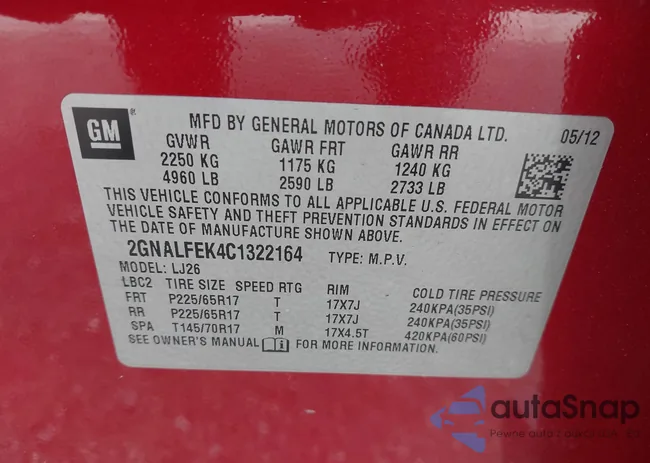 GM
MFD BY GENERAL MOTORS OF CANADA LTD. 05/12
GVWR GAWR FRT GAWR RR
2250 KG 1175 KG 1240 KG
4960 LB 2590 LB 2733 LB
THIS VEHICLE CONFORMS TO ALL APPLICABLE U.S. FEDERAL MOTOR
VEHICLE SAFETY AND THEFT PREVENTION STANDARDS IN EFFECT ON
THE DATE OF MANUFACTURE SHOWN ABOVE.
2GNALFEK4C1322164 TYPE: M.P.V.
MODEL: LJ26
LBC2 TIRE SIZE SPEED RTG RIM COLD TIRE PRESSURE
FRT P225/65R17 T 17X7J 240KPA(35PSI)
RR P225/65R17 T 17X7J 240KPA(35PSI)
SPA T145/70R17 M 17X4.5T 420KPA(60PSI)
SEE OWNER'S MANUAL i FOR MORE INFORMATION.
autaSnap
Pewne auta z aukcji